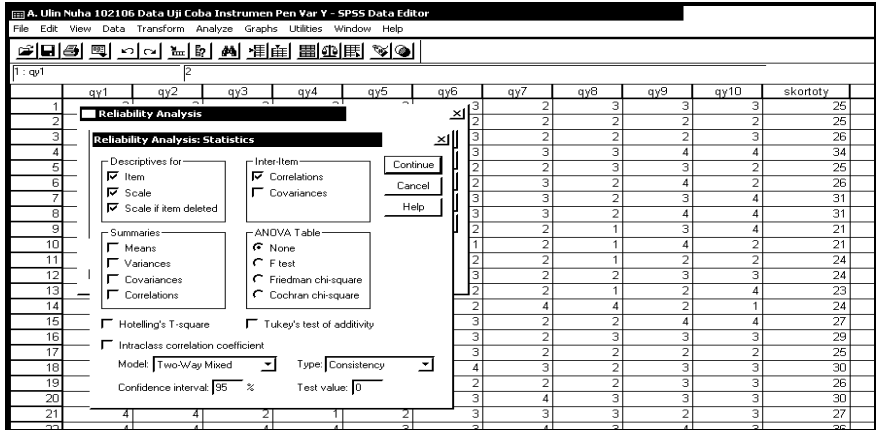 A. Ulin Nuha 102106 Data Uji Coba Instrumen Pen Var Y - SPSS Data Editor
File Edit View Data Transform Analyze Graphs Utilities Window Help
1 : qy1 2
qy1 qy2 qy3 qy4 qy5 qy6 qy7 qy8 qy9 qy10 skortoty
Reliability Analysis
Reliability Analysis: Statistics
Descriptives for
Item
Scale
Scale if item deleted
Inter-Item
Correlations
Covariances
Continue
Cancel
Help
Summaries
Means
Variances
Covariances
Correlations
ANOVA Table
None
F test
Friedman chi-square
Cochran chi-square
Hotelling's T-square
Tukey's test of additivity
Intraclass correlation coefficient
Model: Two-Way Mixed Type: Consistency
Confidence interval: 95 % Test value: 0
1 3 2 3 3 3 25
2 2 2 2 2 2 25
3 3 2 2 2 3 26
4 3 3 3 4 4 34
5 2 2 3 3 2 25
6 2 3 2 4 2 26
7 3 3 2 3 4 31
8 3 3 2 4 4 31
9 2 2 1 3 4 21
10 1 2 1 4 2 21
11 2 2 1 2 2 24
12 3 2 2 3 3 24
13 2 2 1 2 4 23
14 2 4 4 2 1 24
15 3 2 2 4 4 27
16 3 2 3 3 3 29
17 3 2 2 2 2 25
18 4 3 2 3 3 30
19 2 2 2 3 3 26
20 3 4 3 3 3 30
21 4 4 2 1 2 3 3 3 2 3 27